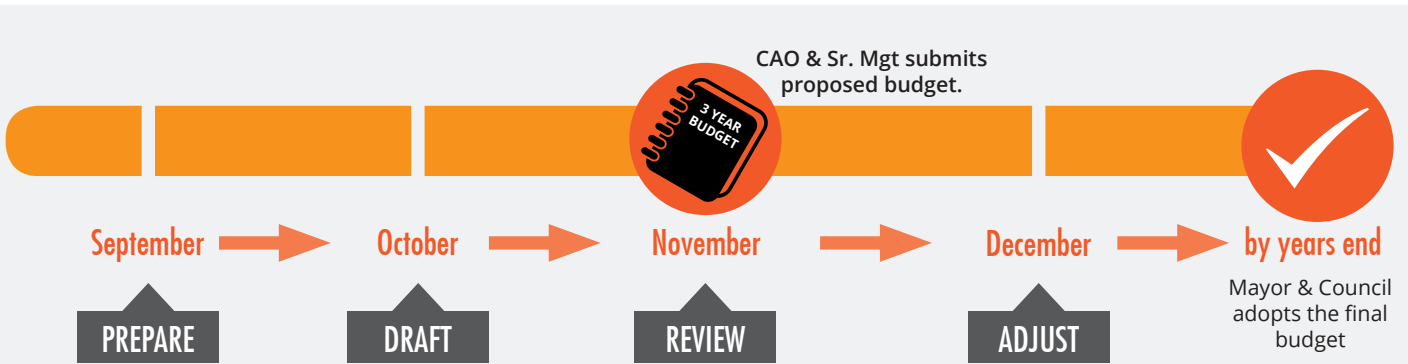 CAO & Sr. Mgt submits
proposed budget.
3 YEAR
BUDGET
September
October
November
December
by years end
Mayor & Council
adopts the final
budget
PREPARE
DRAFT
REVIEW
ADJUST